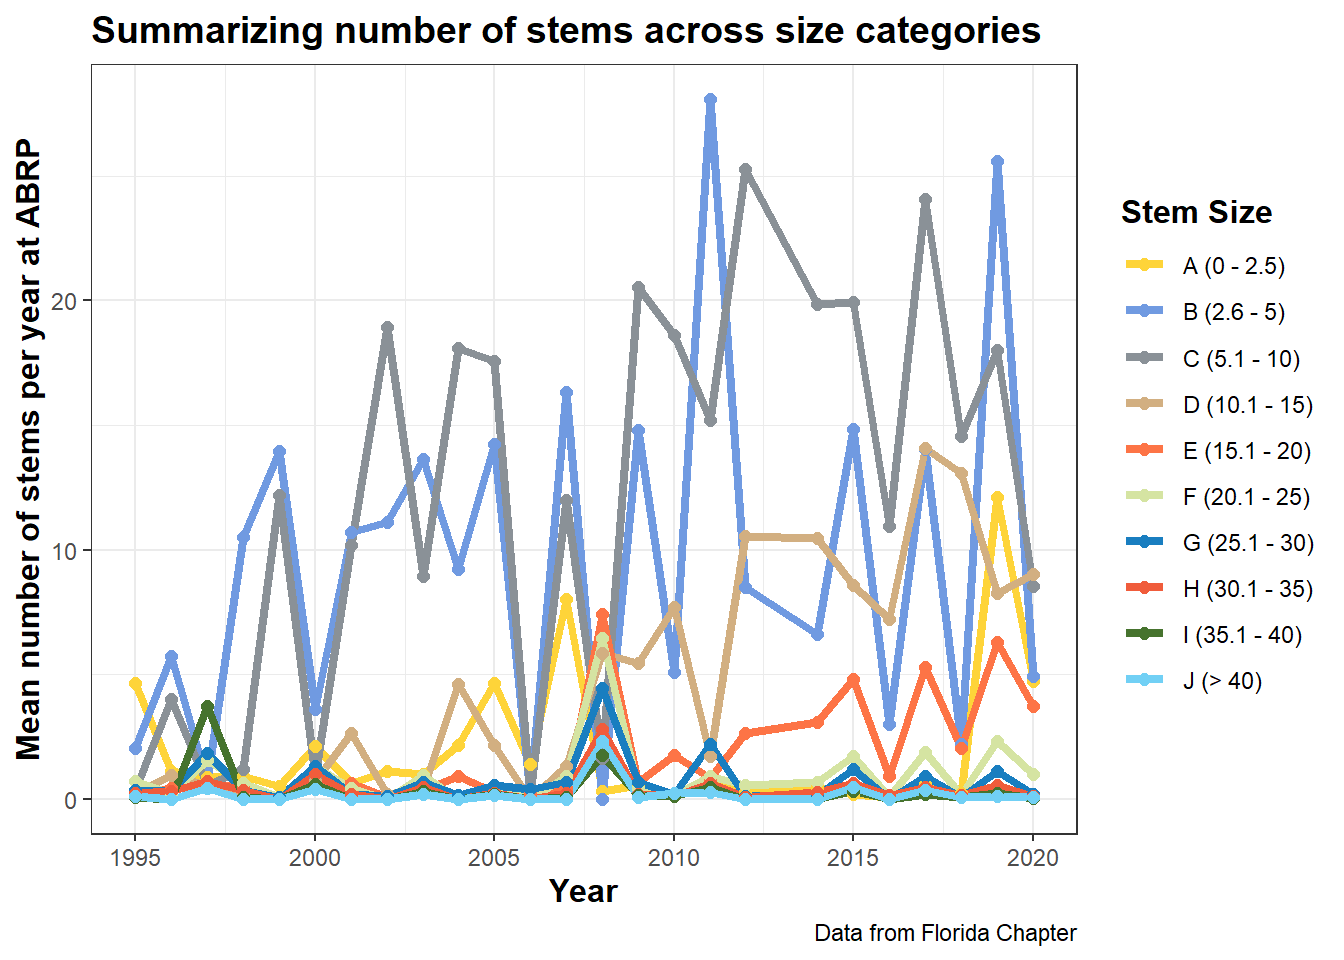 Summarizing number of stems across size categories
Mean number of stems per year at ABRP
20
10
0
1995 2000 2005 2010 2015 2020
Year
Stem Size
A (0 - 2.5)
B (2.6 - 5)
C (5.1 - 10)
D (10.1 - 15)
E (15.1 - 20)
F (20.1 - 25)
G (25.1 - 30)
H (30.1 - 35)
I (35.1 - 40)
J (> 40)
Data from Florida Chapter